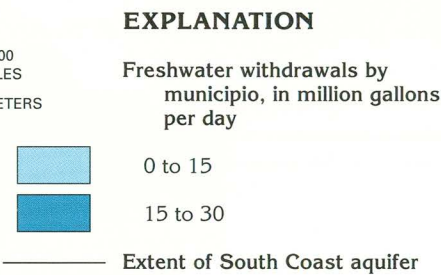 EXPLANATION
00
LES
ETERS
Freshwater withdrawals by
municipio, in million gallons
per day
0 to 15
15 to 30
Extent of South Coast aquifer